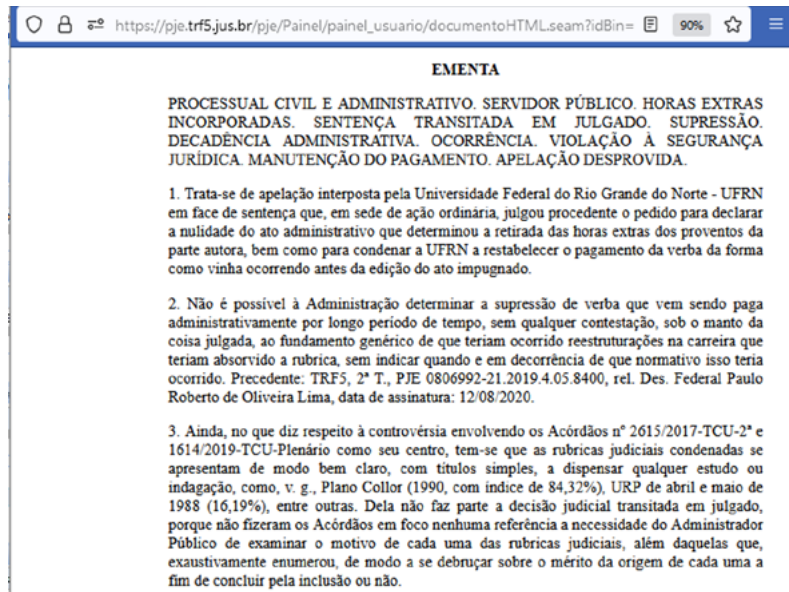 https://pje.trf5.jus.br/pje/Painel/painel_usuario/documentoHTML.seam?idBin= 90%
EMENTA
PROCESSUAL CIVIL E ADMINISTRATIVO. SERVIDOR PÚBLICO. HORAS EXTRAS
INCORPORADAS. SENTENÇA TRANSITADA EM JULGADO. SUPRESSÃO.
DECADÊNCIA ADMINISTRATIVA. OCORRÊNCIA. VIOLAÇÃO À SEGURANÇA
JURÍDICA. MANUTENÇÃO DO PAGAMENTO. APELAÇÃO DESPROVIDA.
1. Trata-se de apelação interposta pela Universidade Federal do Rio Grande do Norte - UFRN
em face de sentença que, em sede de ação ordinária, julgou procedente o pedido para declarar
a nulidade do ato administrativo que determinou a retirada das horas extras dos proventos da
parte autora, bem como para condenar a UFRN a restabelecer o pagamento da verba da forma
como vinha ocorrendo antes da edição do ato impugnado.
2. Não é possível à Administração determinar a supressão de verba que vem sendo paga
administrativamente por longo período de tempo, sem qualquer contestação, sob o manto da
coisa julgada, ao fundamento genérico de que teriam ocorrido reestruturações na carreira que
teriam absorvido a rubrica, sem indicar quando e em decorrência de que normativo isso teria
ocorrido. Precedente: TRF5, 2ª T., PJE 0806992-21.2019.4.05.8400, rel. Des. Federal Paulo
Roberto de Oliveira Lima, data de assinatura: 12/08/2020.
3. Ainda, no que diz respeito à controvérsia envolvendo os Acórdãos nº 2615/2017-TCU-2ª e
1614/2019-TCU-Plenário como seu centro, tem-se que as rubricas judiciais condenadas se
apresentam de modo bem claro, com títulos simples, a dispensar qualquer estudo ou
indagação, como, v. g., Plano Collor (1990, com índice de 84,32%), URP de abril e maio de
1988 (16,19%), entre outras. Dela não faz parte a decisão judicial transitada em julgado,
porque não fizeram os Acórdãos em foco nenhuma referência a necessidade do Administrador
Público de examinar o motivo de cada uma das rubricas judiciais, além daquelas que,
exaustivamente enumerou, de modo a se debruçar sobre o mérito da origem de cada uma a
fim de concluir pela inclusão ou não.